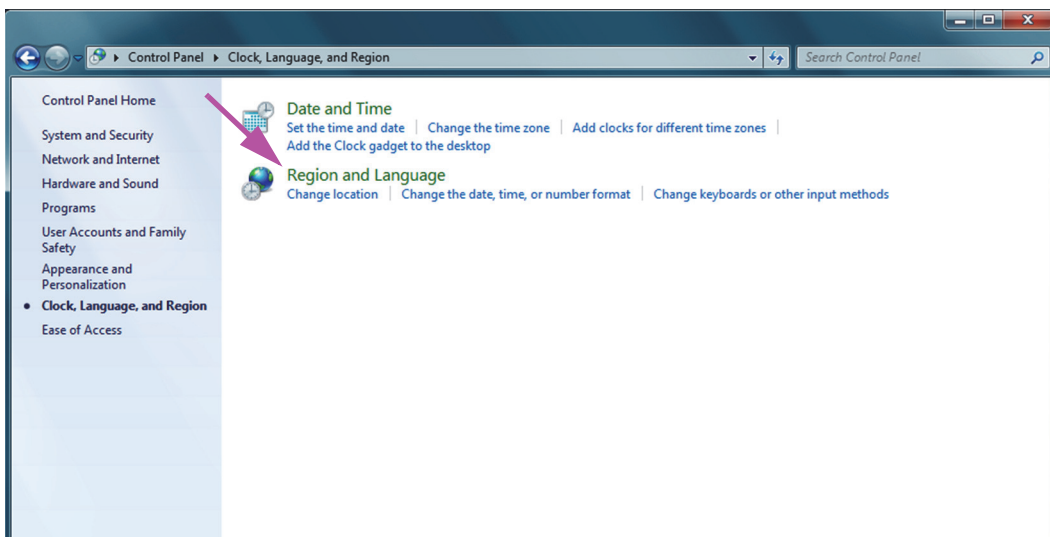 Control Panel Clock, Language, and Region Search Control Panel
Control Panel Home
System and Security
Network and Internet
Hardware and Sound
Programs
User Accounts and Family
Safety
Appearance and
Personalization
Clock, Language, and Region
Ease of Access
Date and Time
Set the time and date Change the time zone Add clocks for different time zones
Add the Clock gadget to the desktop
Region and Language
Change location Change the date, time, or number format Change keyboards or other input methods